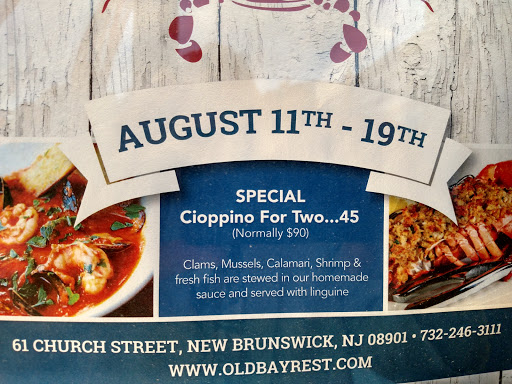 AUGUST 11TH - 19TH
SPECIAL
Cioppino For Two...45
(Normally $90)
Clams, Mussels, Calamari, Shrimp &
fresh fish are stewed in our homemade
sauce and served with linguine
61 CHURCH STREET, NEW BRUNSWICK, NJ 08901 • 732-246-3111
WWW.OLDBAYREST.COM